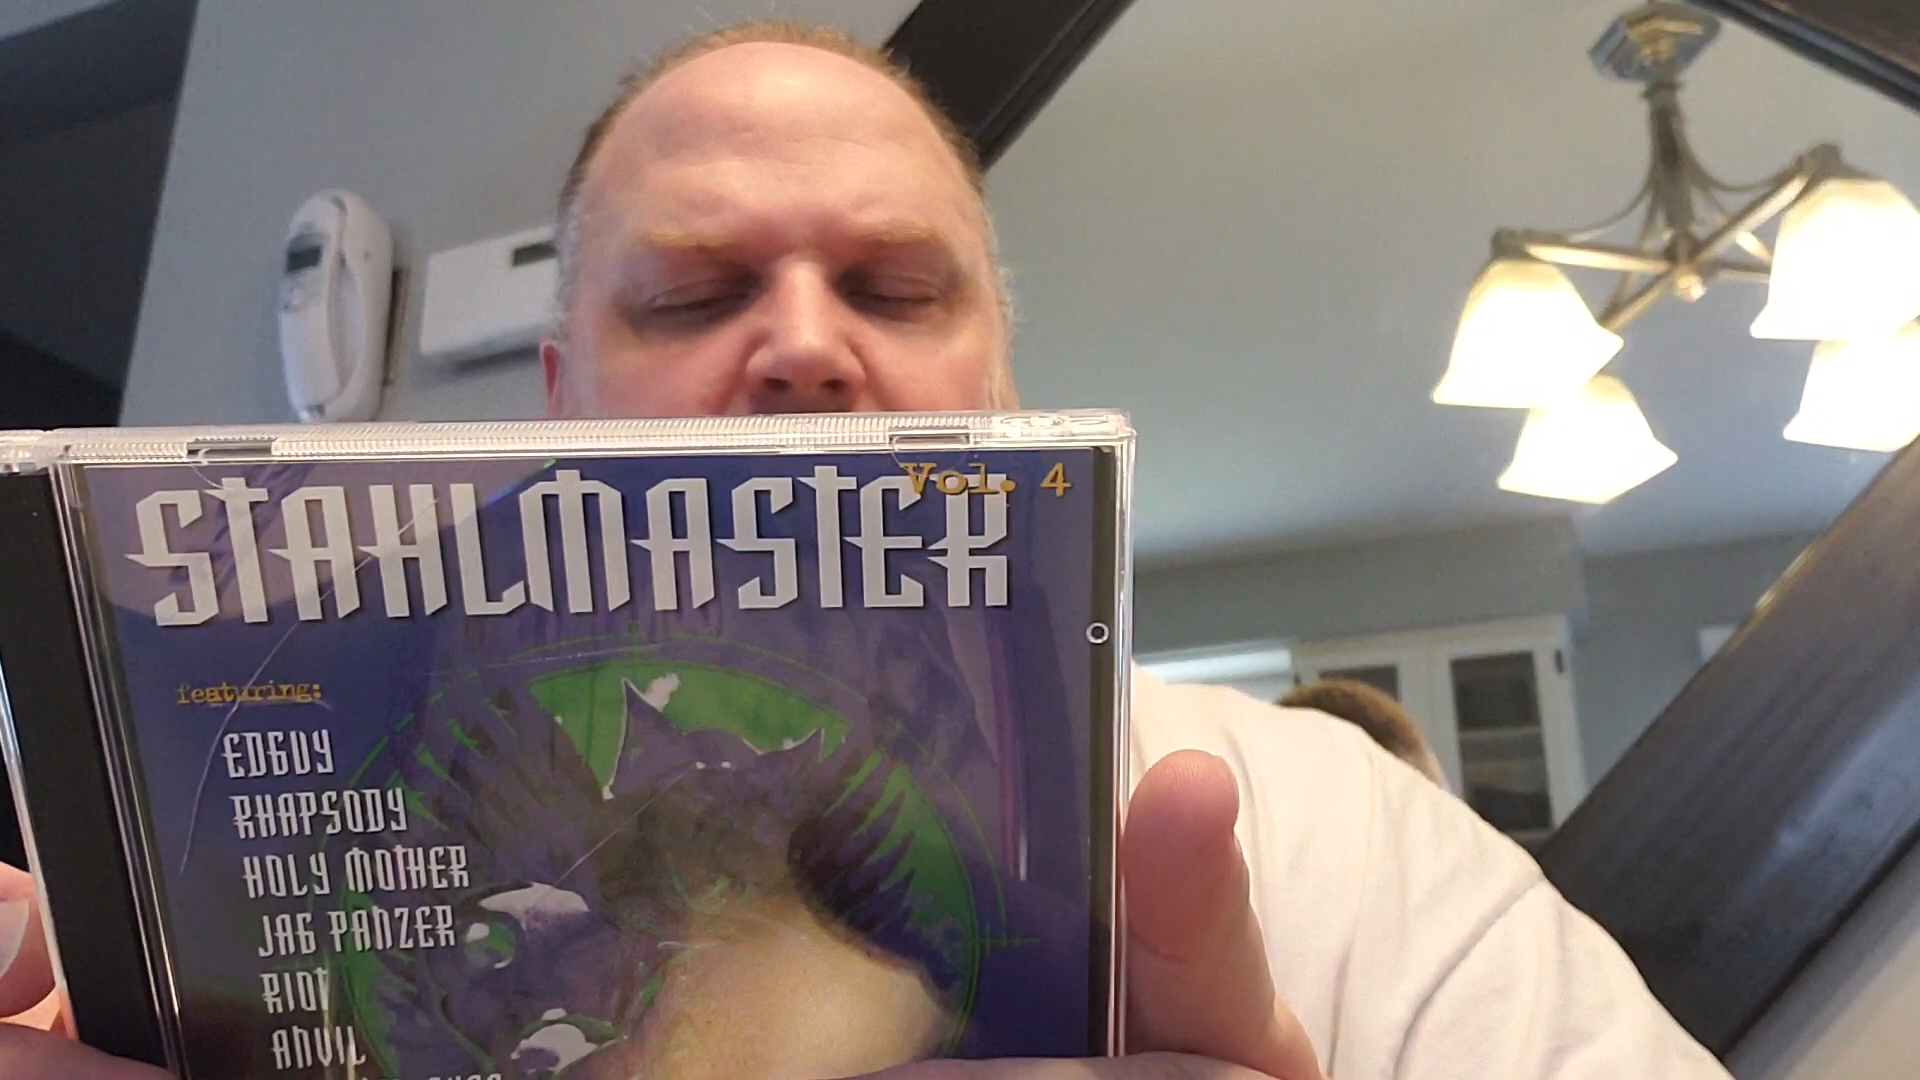 Vol. 4
STAHLMASTER
featuring:
EDGUY
RHAPSODY
HOLY MOTHER
JAG PANZER
RIOT
ANVIL